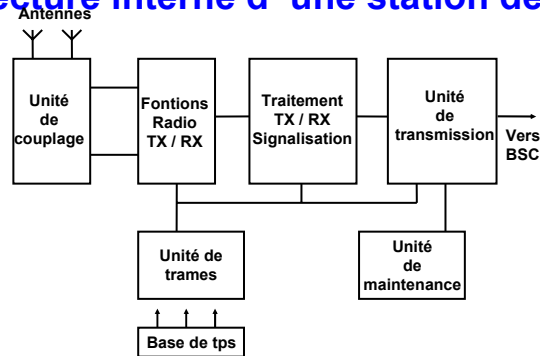 ecture interne d' une station de
Antennes
Unité
de
couplage
Fontions
Radio
TX / RX
Traitement
TX / RX
Signalisation
Unité
de
transmission
Vers
BSC
Unité de
trames
Unité
de
maintenance
Base de tps